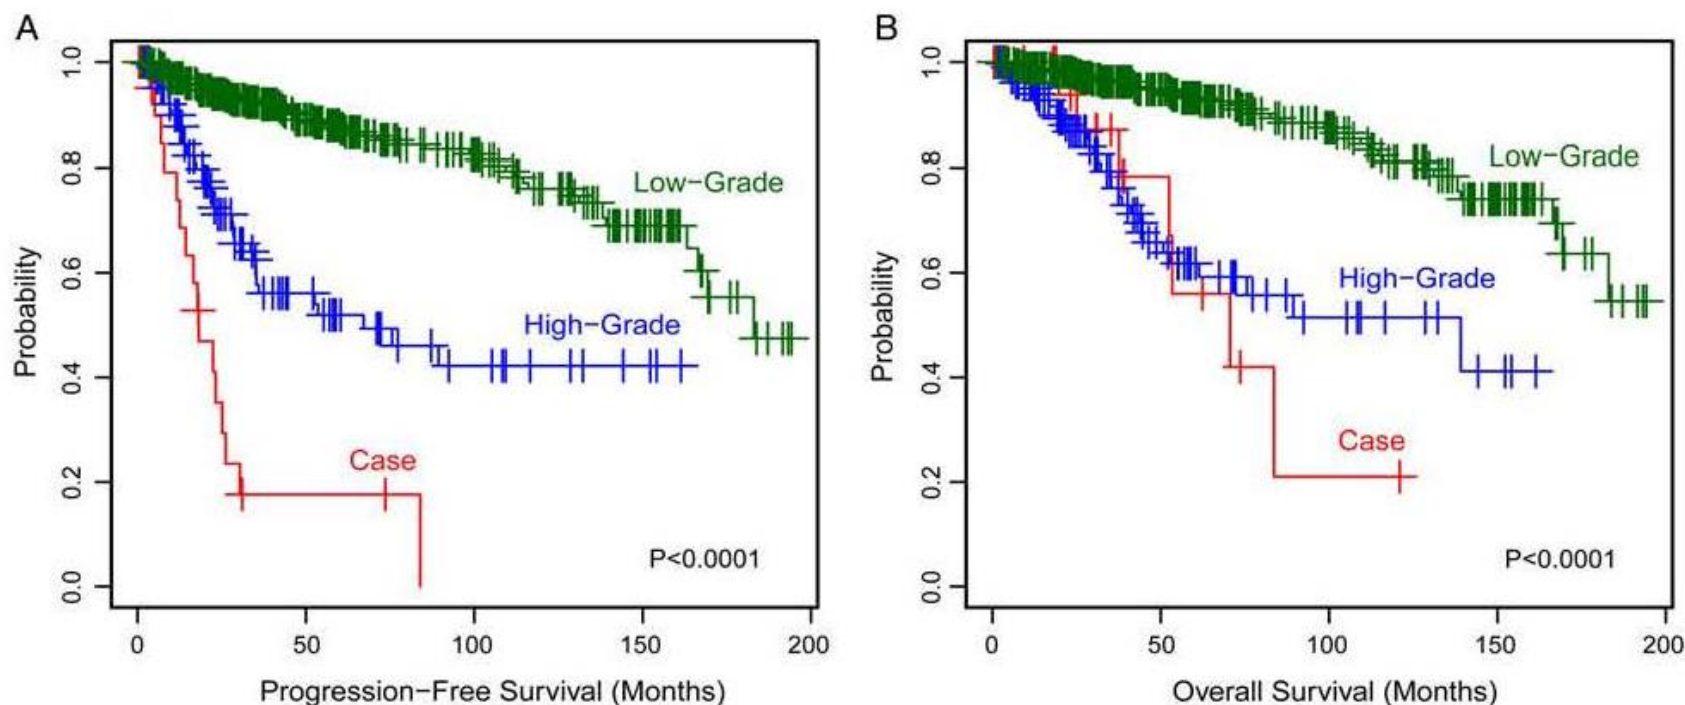 A
1.0
0.8
0.6
0.4
0.2
0.0
Probability
Low−Grade
High−Grade
Case
P<0.0001
0 50 100 150 200
Progression−Free Survival (Months)
B
1.0
0.8
0.6
0.4
0.2
0.0
Probability
Low−Grade
High−Grade
Case
P<0.0001
0 50 100 150 200
Overall Survival (Months)